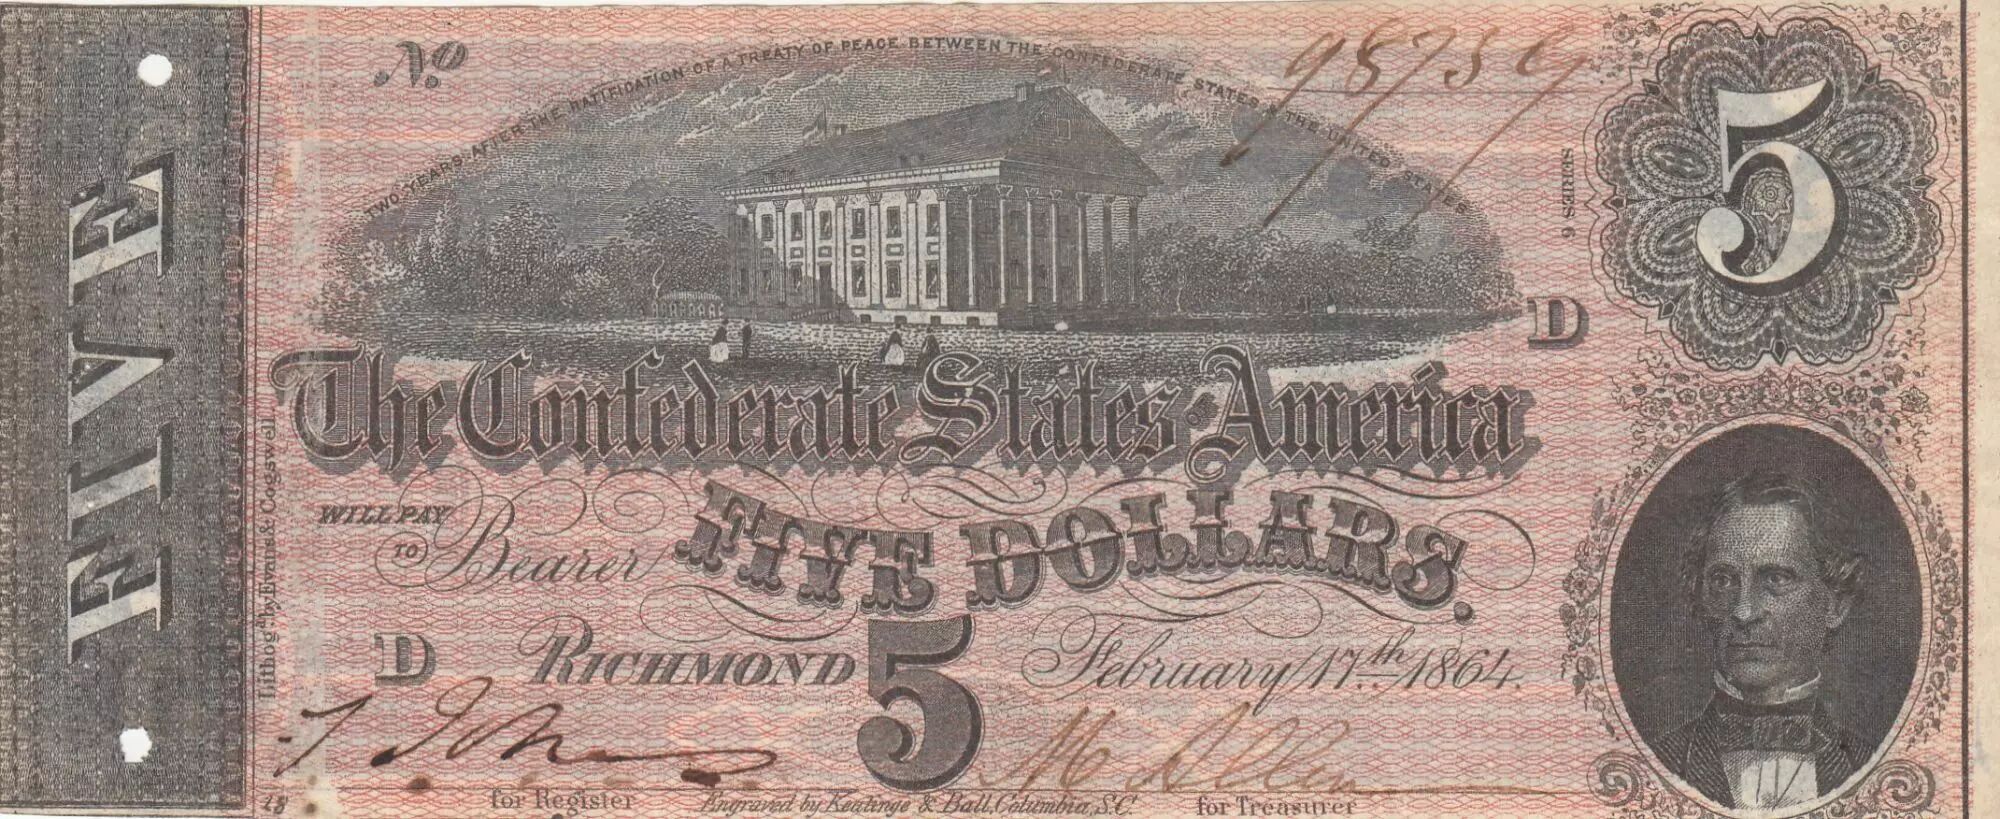 FIVE
No
98759
TWO YEARS AFTER THE RATIFICATION OF A TREATY OF PEACE BETWEEN THE CONFEDERATE STATES & THE UNITED STATES
SERIES 6
5
D
The Confederate States of America
WILL PAY
TO Bearer
FIVE DOLLARS.
D
RICHMOND
5
February 17th 1864.
Lithog'd by Evans & Cogswell
18
for Register
Engraved by Keatinge & Ball, Columbia, S.C.
for Treasurer